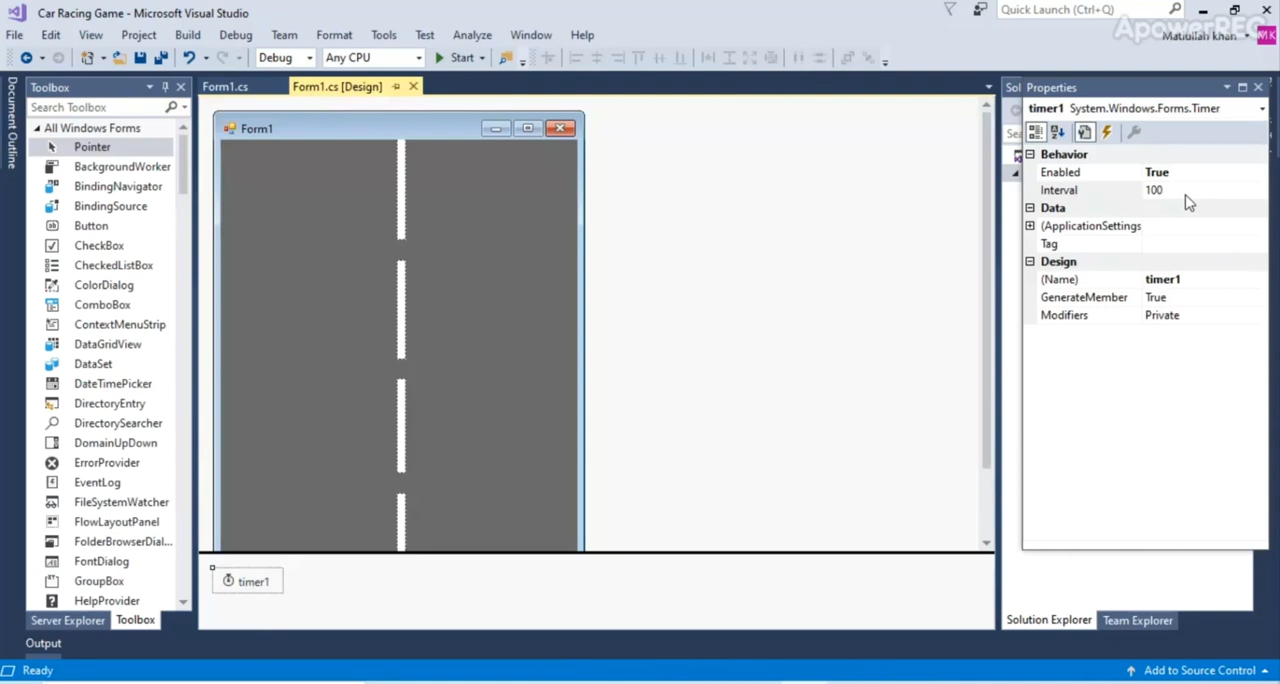 Car Racing Game - Microsoft Visual Studio
Quick Launch (Ctrl+Q)
File Edit View Project Build Debug Team Format Tools Test Analyze Window Help
ApowerREC
Matiullah khan
MK
Debug Any CPU Start
Document Outline
Toolbox
Search Toolbox
All Windows Forms
Pointer
BackgroundWorker
BindingNavigator
BindingSource
Button
CheckBox
CheckedListBox
ColorDialog
ComboBox
ContextMenuStrip
DataGridView
DataSet
DateTimePicker
DirectoryEntry
DirectorySearcher
DomainUpDown
ErrorProvider
EventLog
FileSystemWatcher
FlowLayoutPanel
FolderBrowserDial...
FontDialog
GroupBox
HelpProvider
Server Explorer Toolbox
Form1.cs Form1.cs [Design]
Form1
timer1
Sol Properties
timer1 System.Windows.Forms.Timer
Sea
Behavior
Enabled True
Interval 100
Data
(ApplicationSettings
Tag
Design
(Name) timer1
GenerateMember True
Modifiers Private
Solution Explorer Team Explorer
Output
Ready
Add to Source Control